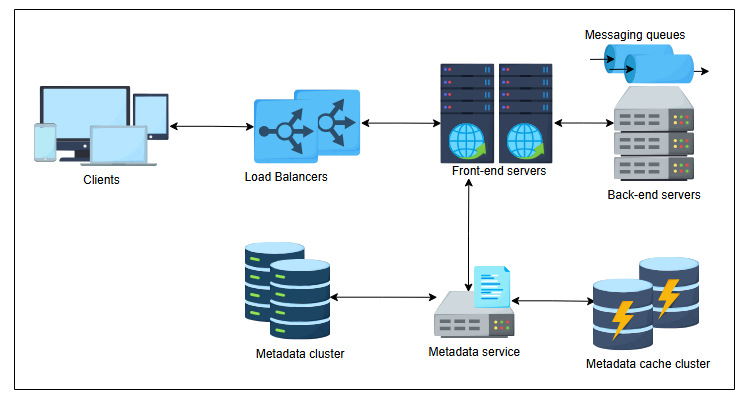 Messaging queues
Clients
Load Balancers
Front-end servers
Back-end servers
Metadata cluster
Metadata service
Metadata cache cluster